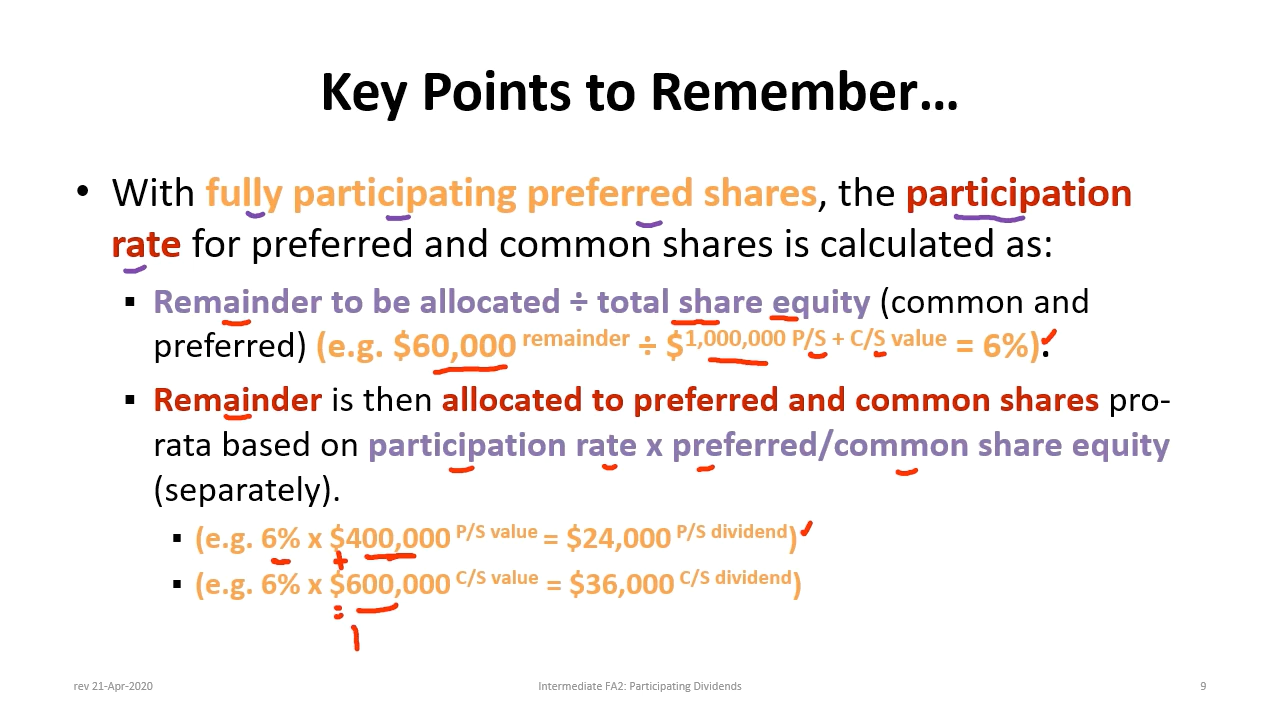 Key Points to Remember...
• With fully participating preferred shares, the participation
rate for preferred and common shares is calculated as:
▪ Remainder to be allocated ÷ total share equity (common and
preferred) (e.g. $60,000 remainder ÷ $1,000,000 P/S + C/S value = 6%).
▪ Remainder is then allocated to preferred and common shares pro-
rata based on participation rate x preferred/common share equity
(separately).
▪ (e.g. 6% x $400,000 P/S value = $24,000 P/S dividend)
+
▪ (e.g. 6% x $600,000 C/S value = $36,000 C/S dividend)
=
1
rev 21-Apr-2020
Intermediate FA2: Participating Dividends
9